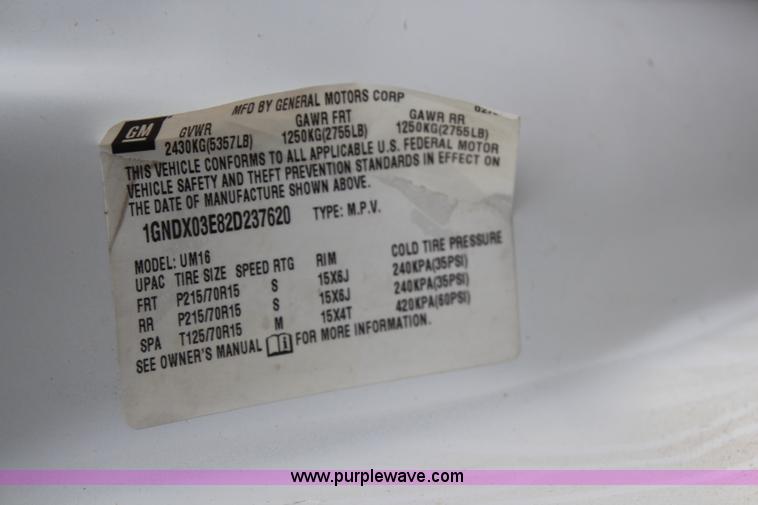 MFD BY GENERAL MOTORS CORP
GM GVWR GAWR FRT GAWR RR
2430KG(5357LB) 1250KG(2755LB) 1250KG(2755LB)
THIS VEHICLE CONFORMS TO ALL APPLICABLE U.S. FEDERAL MOTOR
VEHICLE SAFETY AND THEFT PREVENTION STANDARDS IN EFFECT ON
THE DATE OF MANUFACTURE SHOWN ABOVE.
1GNDX03E82D237620 TYPE: M.P.V.
MODEL: UM16
UPAC TIRE SIZE SPEED RTG RIM COLD TIRE PRESSURE
FRT P215/70R15 S 15X6J 240KPA(35PSI)
RR P215/70R15 S 15X6J 240KPA(35PSI)
SPA T125/70R15 M 15X4T 420KPA(60PSI)
SEE OWNER'S MANUAL FOR MORE INFORMATION.
www.purplewave.com